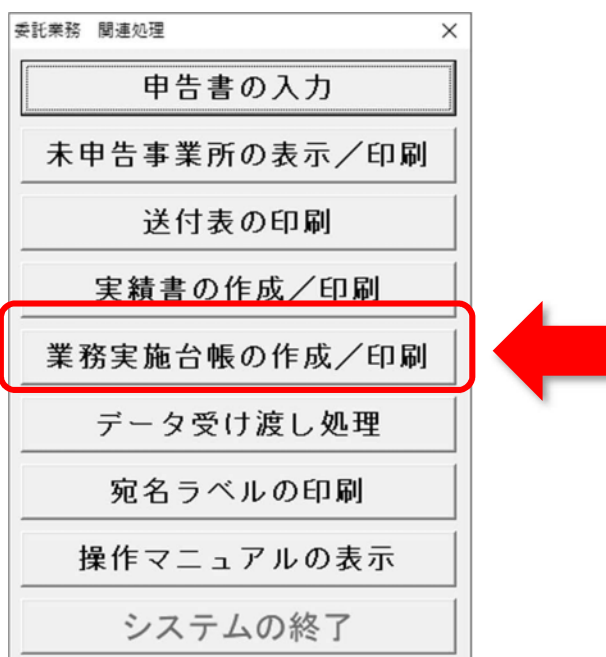 委託業務　関連処理
申告書の入力
未申告事業所の表示／印刷
送付表の印刷
実績書の作成／印刷
業務実施台帳の作成／印刷
データ受け渡し処理
宛名ラベルの印刷
操作マニュアルの表示
システムの終了